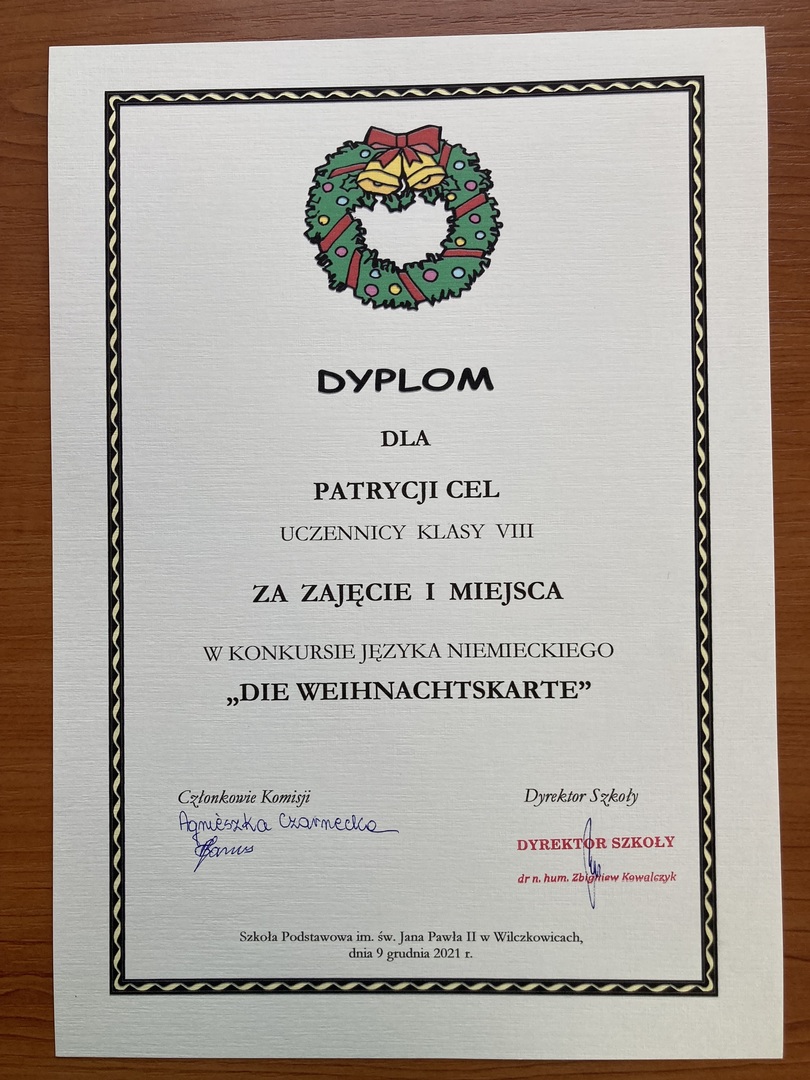 DYPLOM
DLA
PATRYCJI CEL
UCZENNICY KLASY VIII
ZA ZAJĘCIE I MIEJSCA
W KONKURSIE JĘZYKA NIEMIECKIEGO
„DIE WEIHNACHTSKARTE”
Członkowie Komisji
Agnieszka Czarnecka
Dyrektor Szkoły
DYREKTOR SZKOŁY
dr n. hum. Zbigniew Kowalczyk
Szkoła Podstawowa im. św. Jana Pawła II w Wilczkowicach,
dnia 9 grudnia 2021 r.